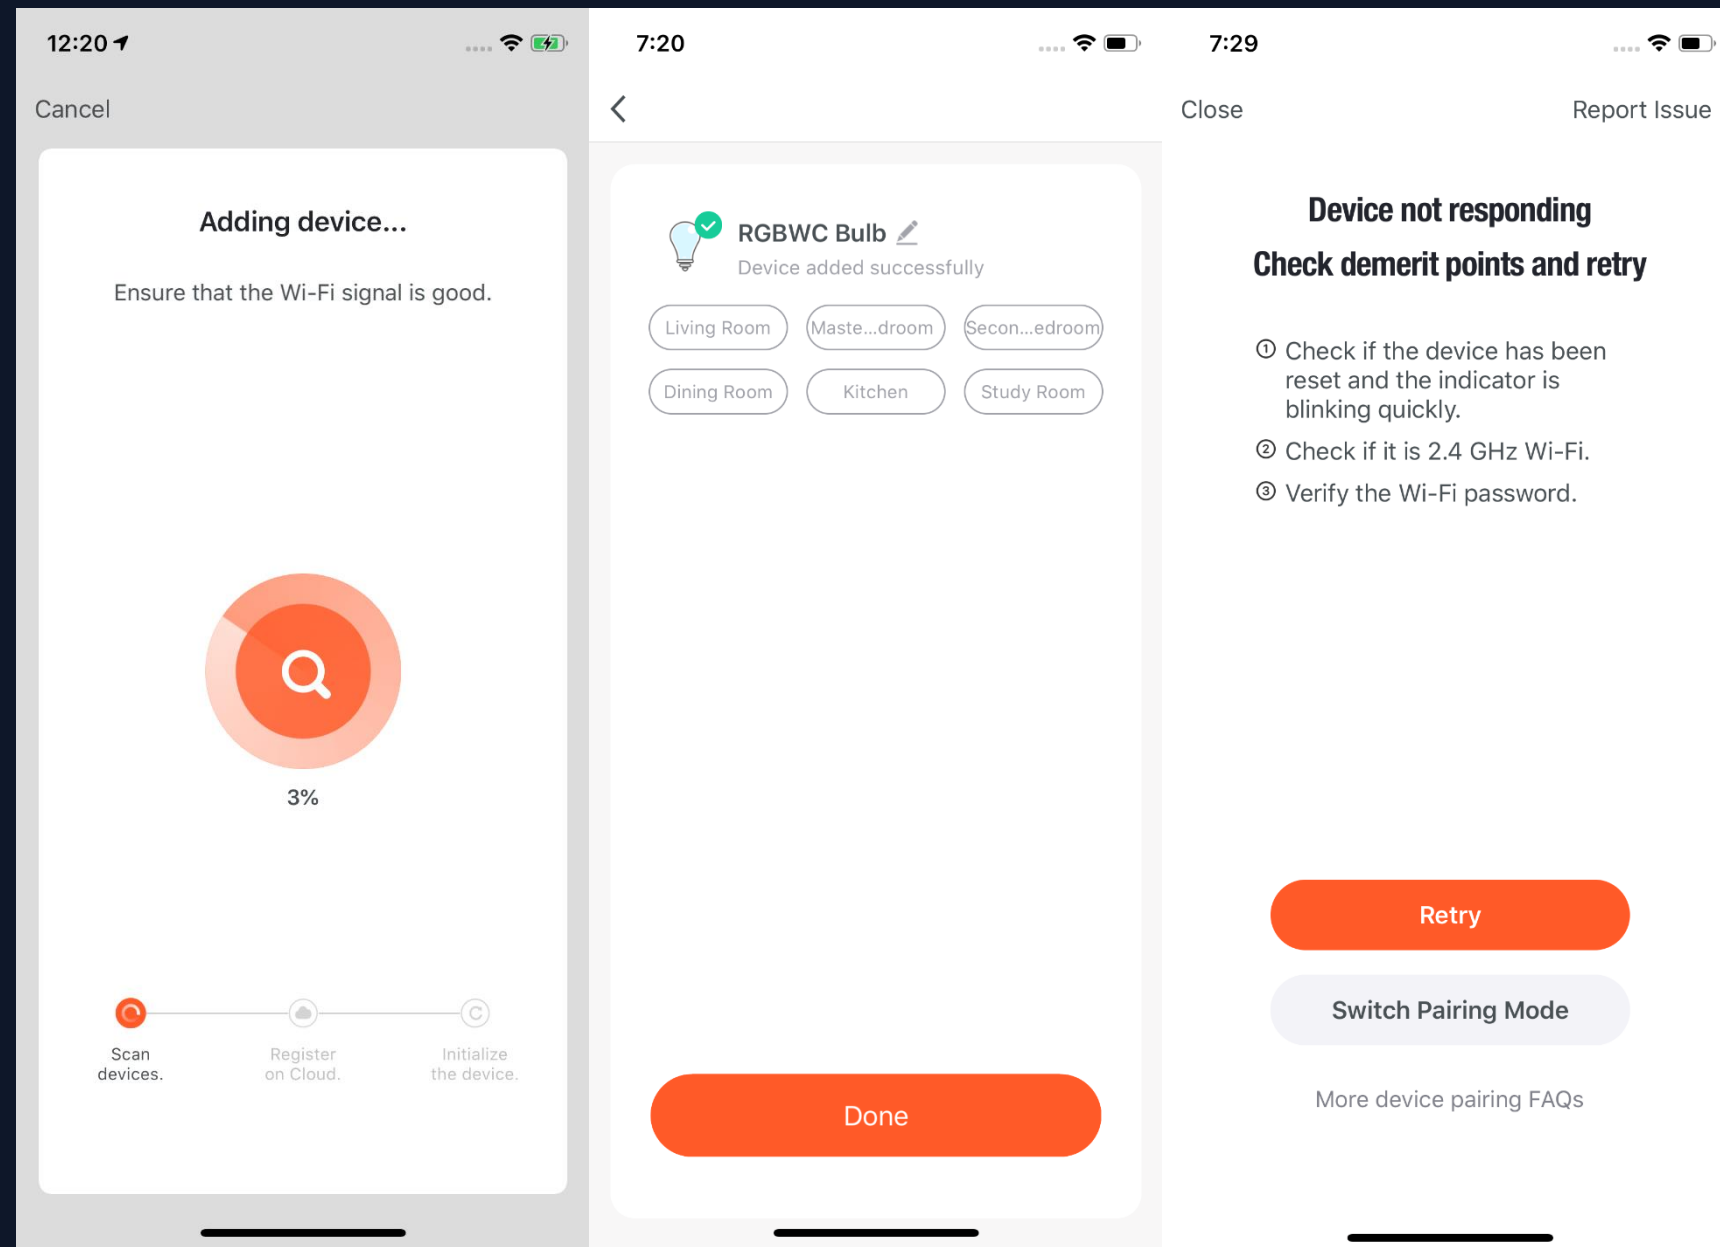 12:20
Cancel
Adding device...
Ensure that the Wi-Fi signal is good.
3%
Scan
devices.
Register
on Cloud.
Initialize
the device.
7:20
RGBWC Bulb
Device added successfully
Living Room
Maste...droom
Secon...edroom
Dining Room
Kitchen
Study Room
Done
7:29
Close
Report Issue
Device not responding
Check demerit points and retry
① Check if the device has been
reset and the indicator is
blinking quickly.
② Check if it is 2.4 GHz Wi-Fi.
③ Verify the Wi-Fi password.
Retry
Switch Pairing Mode
More device pairing FAQs